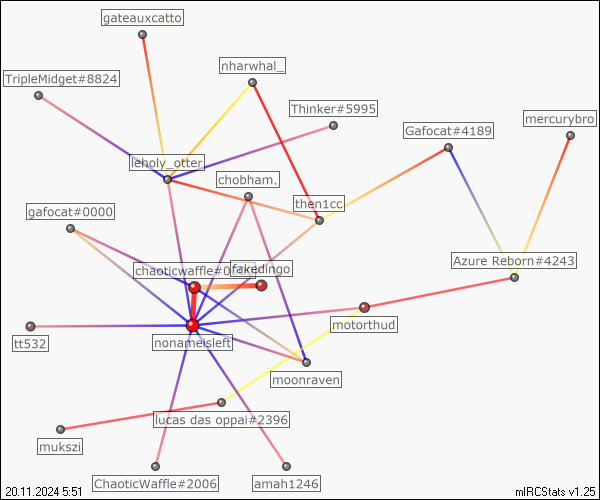 gateauxcatto
nharwhal_
TripleMidget#8824
Thinker#5995
mercurybro
Gafocat#4189
leholy_otter
chobham.
then1cc
gafocat#0000
Azure Reborn#4243
chaoticwaffle#0
fakedingo
motorthud
tt532
nonameisleft
moonraven
lucas das oppai#2396
mukszi
ChaoticWaffle#2006
amah1246
20.11.2024 5:51
mIRCStats v1.25